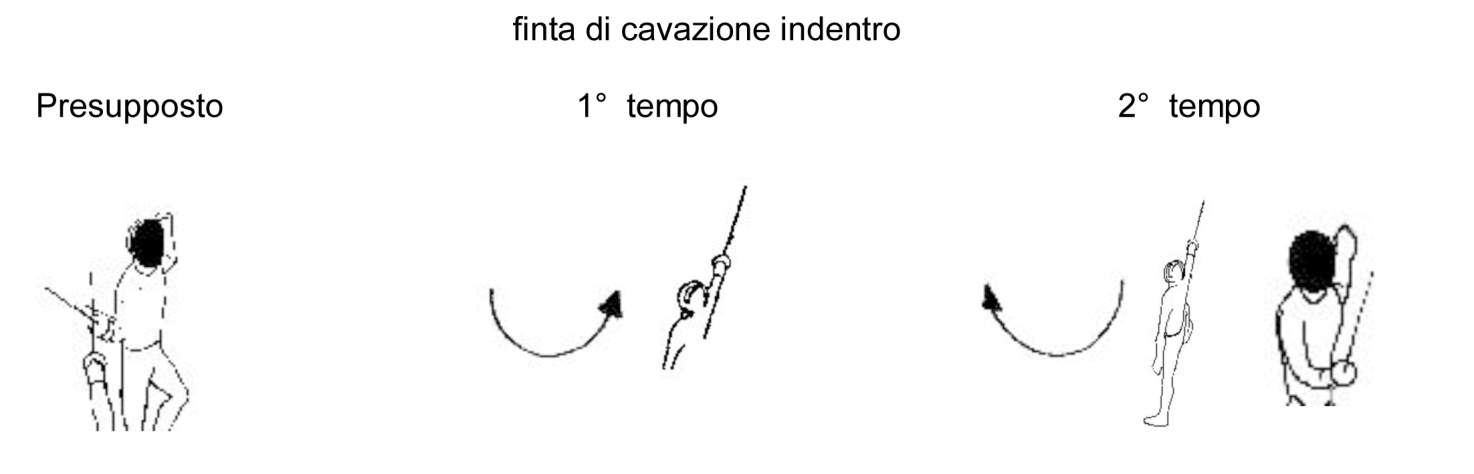 finta di cavazione indentro
Presupposto 1° tempo 2° tempo